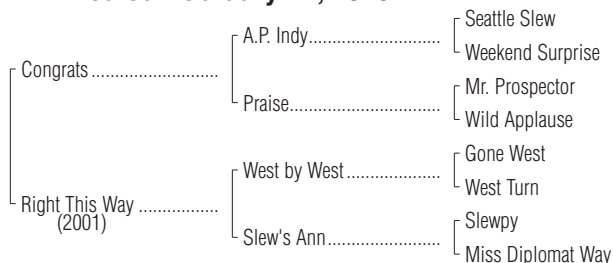 Seattle Slew
A.P. Indy
Weekend Surprise
Congrats
Mr. Prospector
Praise
Wild Applause
Gone West
West by West
West Turn
Right This Way
(2001)
Slewpy
Slew's Ann
Miss Diplomat Way